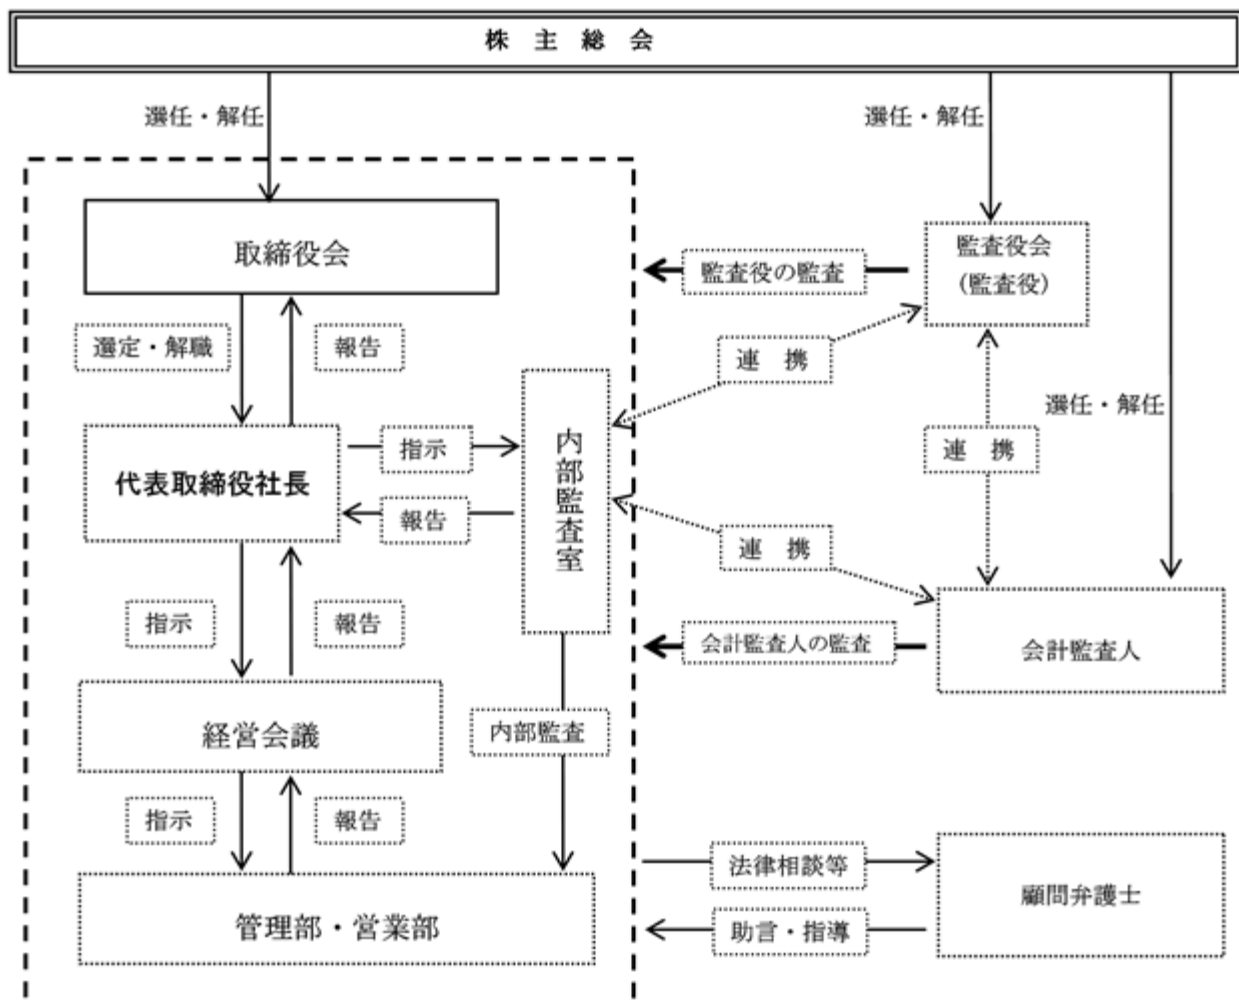 株 主 総 会
選任・解任
選任・解任
取締役会
監査役会
(監査役)
監査役の監査
選定・解職
報告
連 携
選任・解任
内部監査室
指示
連 携
代表取締役社長
報告
連 携
指示
報告
会計監査人の監査
会計監査人
経営会議
内部監査
指示
報告
法律相談等
顧問弁護士
管理部・営業部
助言・指導